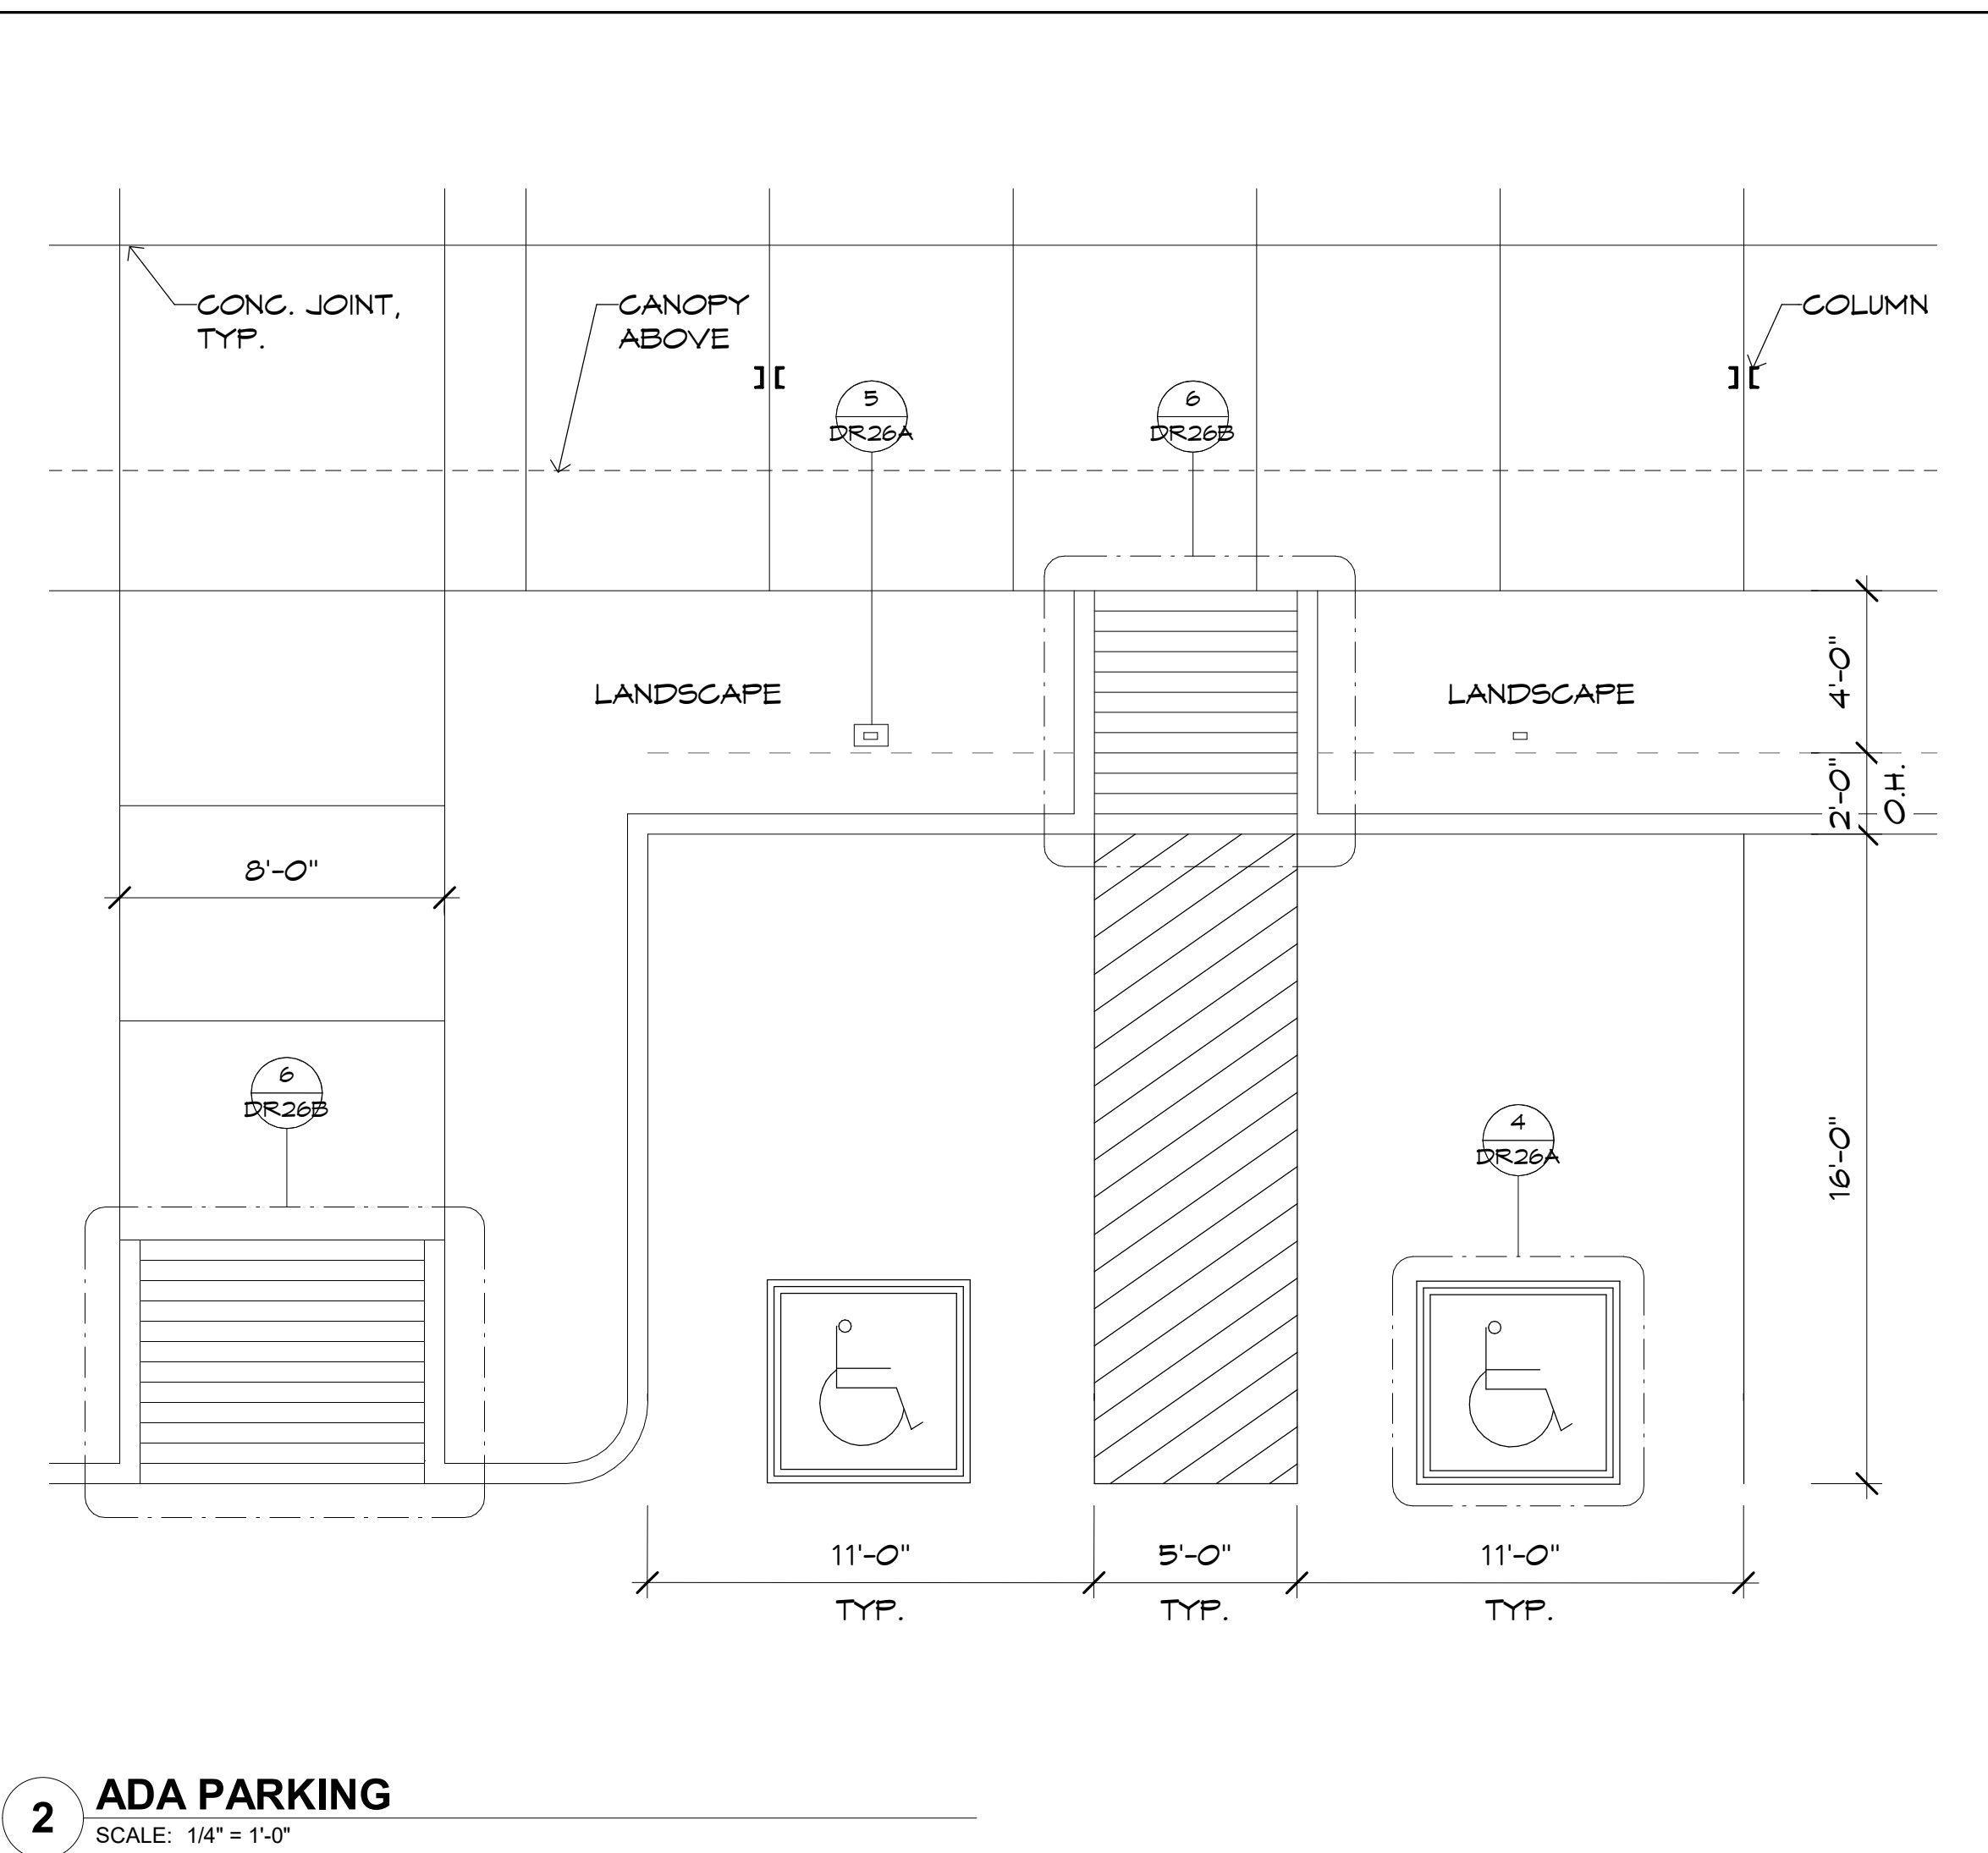 CONC. JOINT,
TYP.
CANOPY
ABOVE
COLUMN
5
DR26A
6
DR26B
LANDSCAPE
LANDSCAPE
4'-0"
2'-0"
O.H.
8'-0"
6
DR26B
4
DR26A
16'-0"
11'-0"
TYP.
5'-0"
TYP.
11'-0"
TYP.
2
ADA PARKING
SCALE: 1/4" = 1'-0"